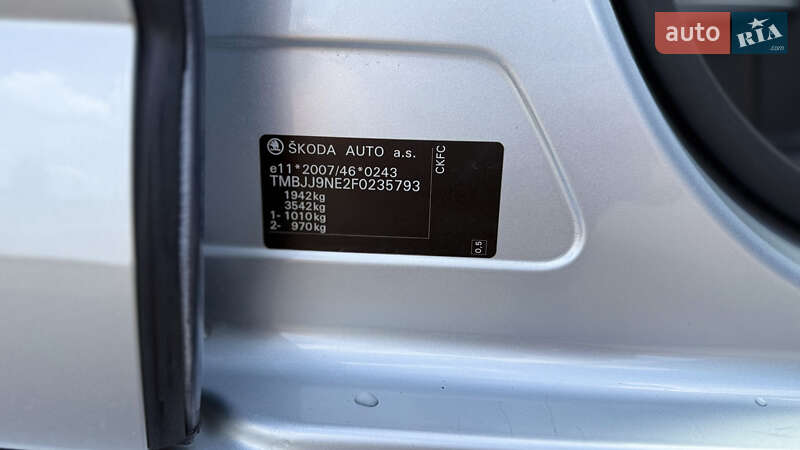 auto RIA
ŠKODA AUTO a.s.
e11*2007/46*0243
TMBJJ9NE2F0235793
1942kg
3542kg
1- 1010kg
2- 970kg
CKFC
0.5